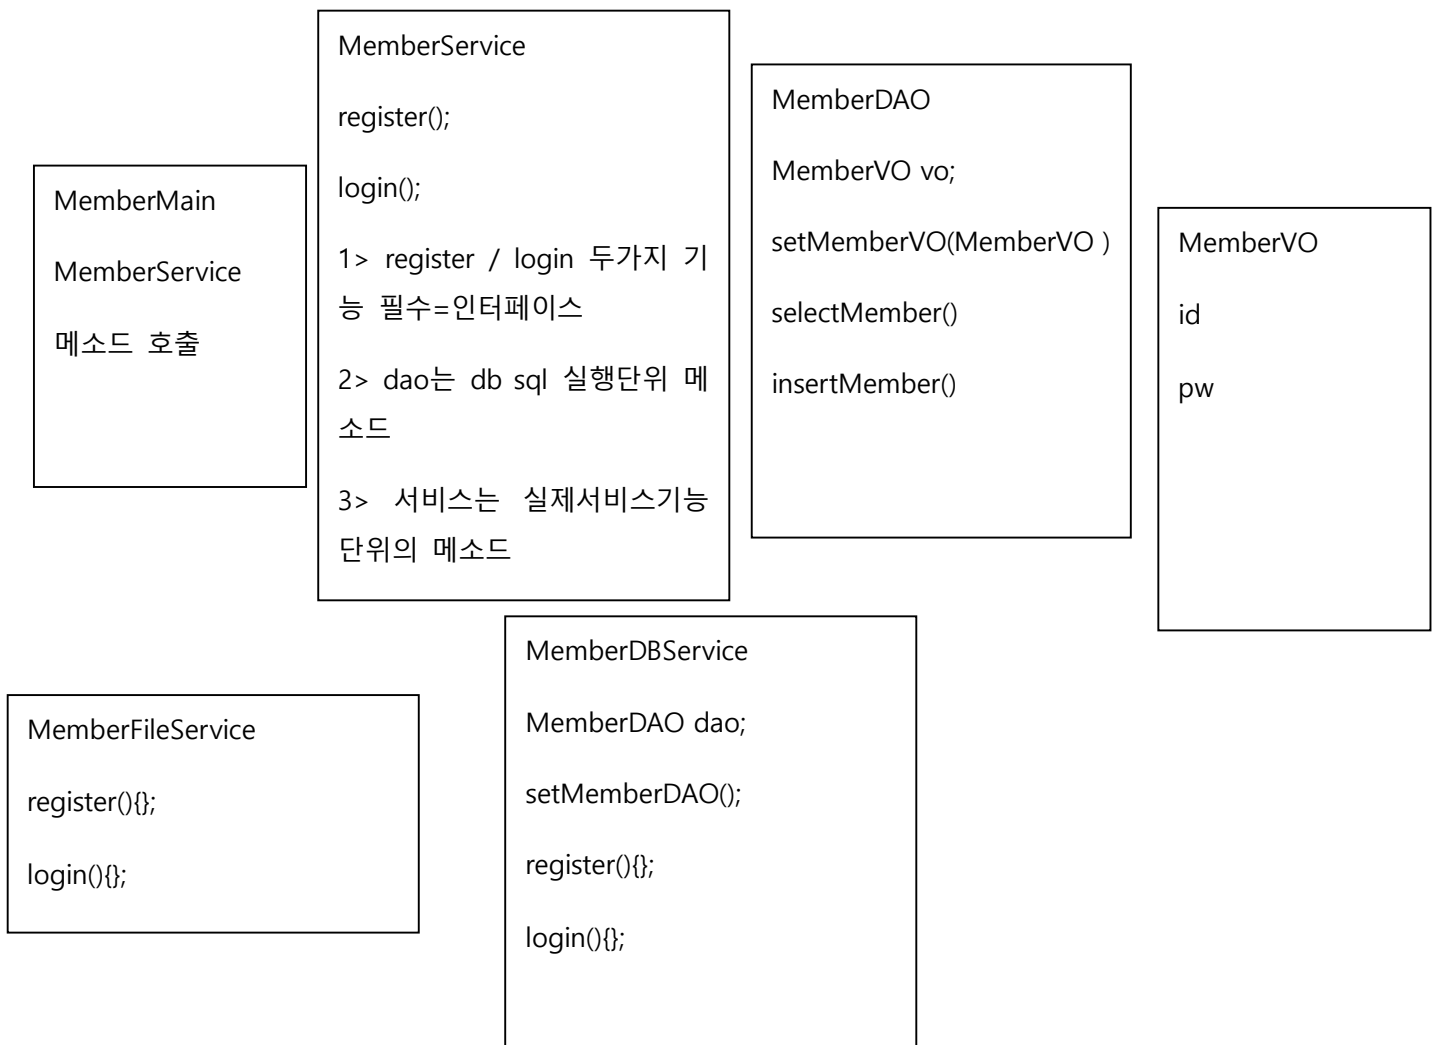 MemberMain
MemberService
메소드 호출
MemberService
register();
login();
1> register / login 두가지 기
능 필수=인터페이스
2> dao는 db sql 실행단위 메
소드
3> 서비스는 실제서비스기능
단위의 메소드
MemberDAO
MemberVO vo;
setMemberVO(MemberVO )
selectMember()
insertMember()
MemberVO
id
pw
MemberFileService
register(){};
login(){};
MemberDBService
MemberDAO dao;
setMemberDAO();
register(){};
login(){};